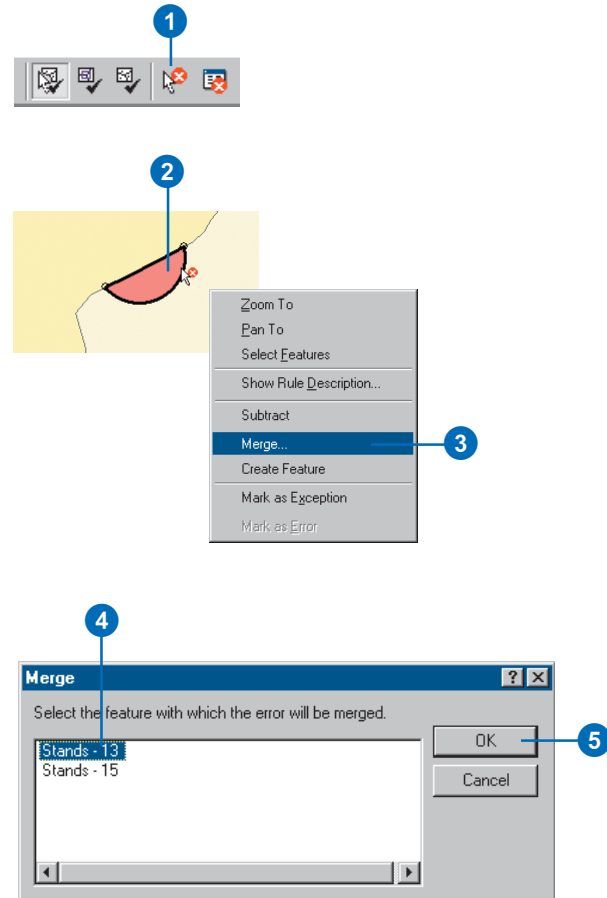 1
2
Zoom To
Pan To
Select Features
Show Rule Description...
Subtract
Merge...
3
Create Feature
Mark as Exception
Mark as Error
4
Merge
Select the feature with which the error will be merged.
Stands - 13
Stands - 15
OK
5
Cancel